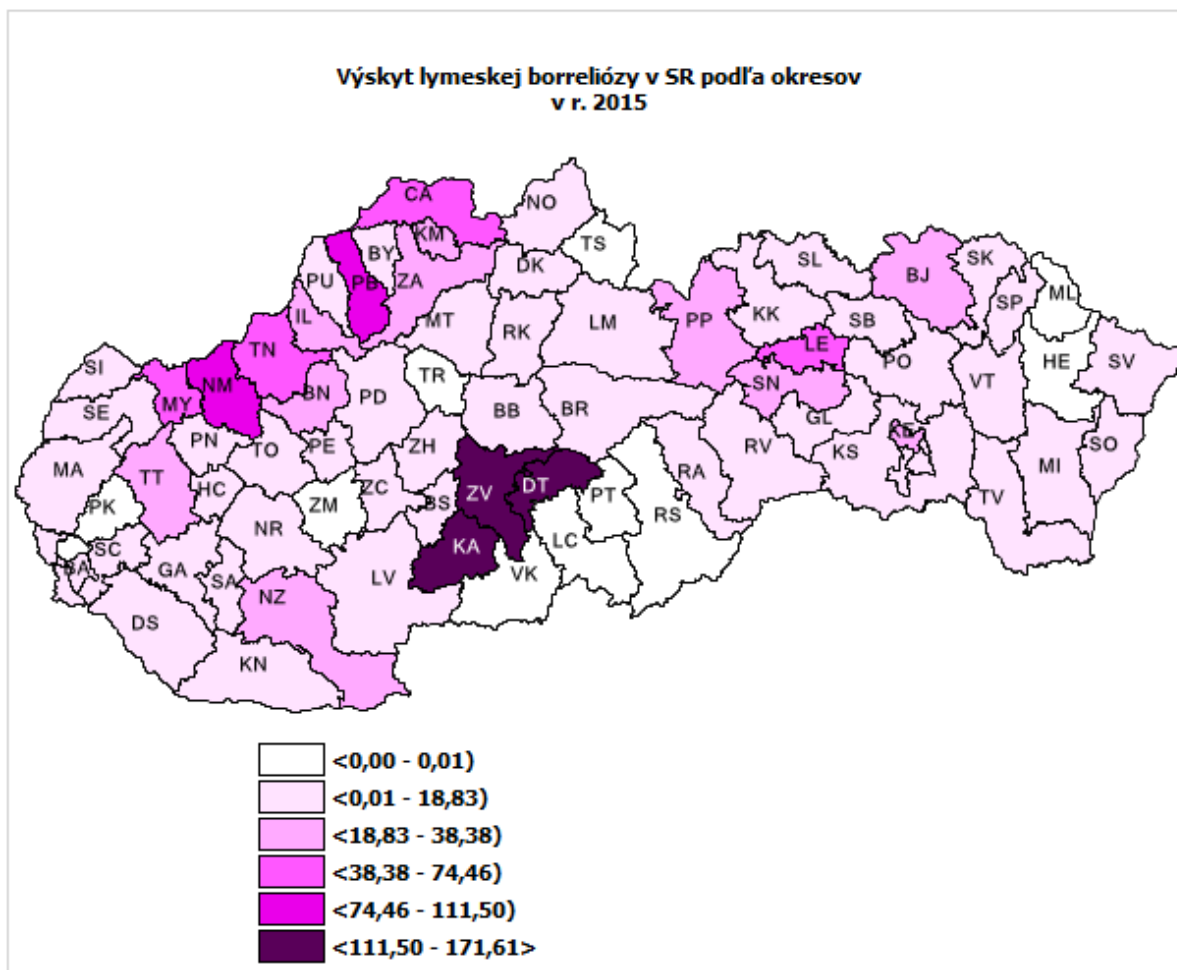 Výskyt lymeskej borreliózy v SR podľa okresov
v r. 2015
CA
NO
KM
TS
BY
PU
PB
ZA
DK
SL
SK
BJ
SP
ML
IL
MT
RK
LM
PP
KK
SB
TN
LE
PO
HE
SV
SI
NM
TR
SN
VT
MY
BN
PD
BB
BR
SE
PN
TO
PE
ZH
GL
KE
RV
KS
SO
MA
TT
HC
ZC
ZV
DT
RA
MI
PK
ZM
BS
PT
TV
NR
RS
SC
KA
LC
BA
GA
SA
LV
VK
NZ
DS
KN
<0,00 - 0,01)
<0,01 - 18,83)
<18,83 - 38,38)
<38,38 - 74,46)
<74,46 - 111,50)
<111,50 - 171,61>